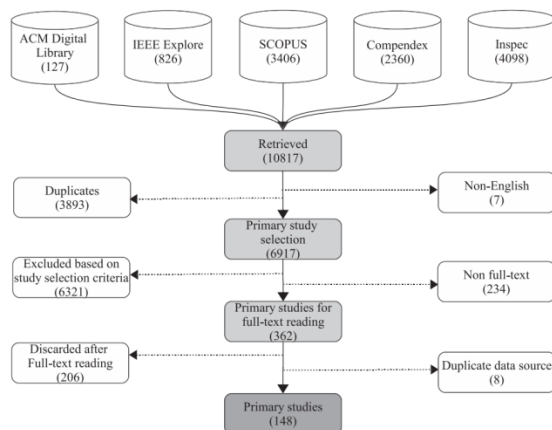 ACM Digital
Library
(127)
IEEE Explore
(826)
SCOPUS
(3406)
Compendex
(2360)
Inspec
(4098)
Retrieved
(10817)
Duplicates
(3893)
Non-English
(7)
Primary study
selection
(6917)
Excluded based on
study selection criteria
(6321)
Non full-text
(234)
Primary studies for
full-text reading
(362)
Discarded after
Full-text reading
(206)
Duplicate data source
(8)
Primary studies
(148)